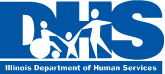 DHS
Illinois Department of Human Services